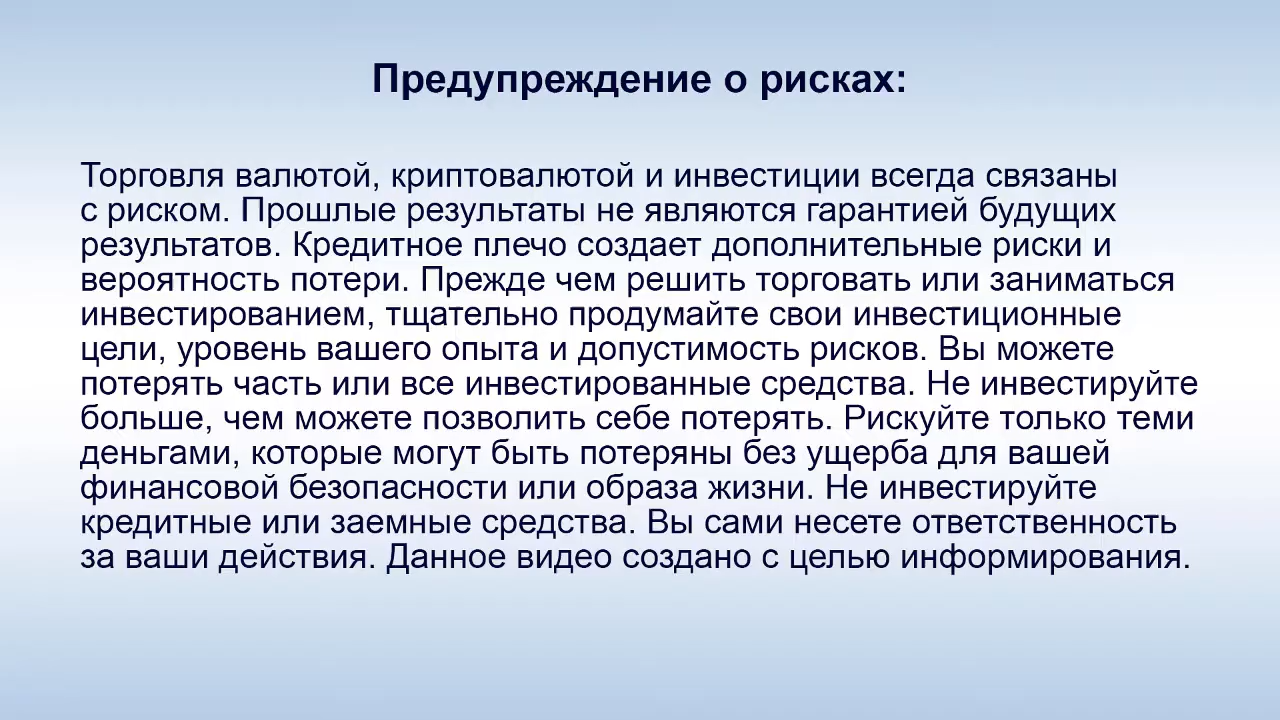 Предупреждение о рисках:
Торговля валютой, криптовалютой и инвестиции всегда связаны
с риском. Прошлые результаты не являются гарантией будущих
результатов. Кредитное плечо создает дополнительные риски и
вероятность потери. Прежде чем решить торговать или заниматься
инвестированием, тщательно продумайте свои инвестиционные
цели, уровень вашего опыта и допустимость рисков. Вы можете
потерять часть или все инвестированные средства. Не инвестируйте
больше, чем можете позволить себе потерять. Рискуйте только теми
деньгами, которые могут быть потеряны без ущерба для вашей
финансовой безопасности или образа жизни. Не инвестируйте
кредитные или заемные средства. Вы сами несете ответственность
за ваши действия. Данное видео создано с целью информирования.